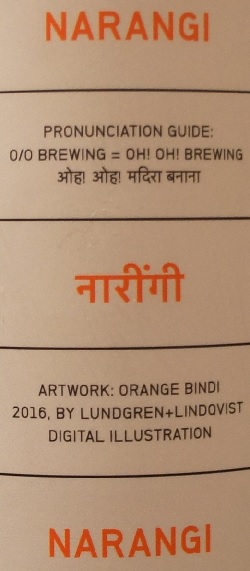 NARANGI
PRONUNCIATION GUIDE:
O/O BREWING = OH! OH! BREWING
ओह! ओह! मदिरा बनाना
नारींगी
ARTWORK: ORANGE BINDI
2016, BY LUNDGREN+LINDQVIST
DIGITAL ILLUSTRATION
NARANGI